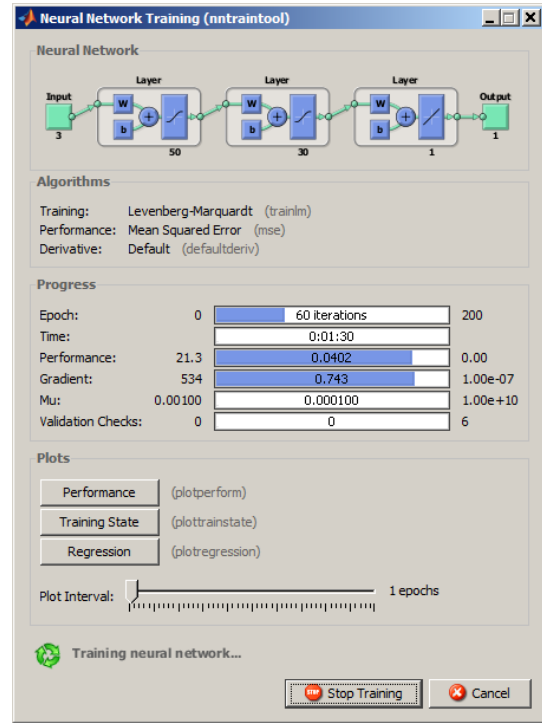 Neural Network Training (nntraintool)
Neural Network
Layer Layer Layer
Input Output
W W W
b b b
3 50 30 1 1
Algorithms
Training: Levenberg-Marquardt (trainlm)
Performance: Mean Squared Error (mse)
Derivative: Default (defaultderiv)
Progress
Epoch: 0 60 iterations 200
Time: 0:01:30
Performance: 21.3 0.0402 0.00
Gradient: 534 0.743 1.00e-07
Mu: 0.00100 0.000100 1.00e+10
Validation Checks: 0 0 6
Plots
Performance (plotperform)
Training State (plottrainstate)
Regression (plotregression)
Plot Interval: 1 epochs
Training neural network...
STOP Stop Training Cancel